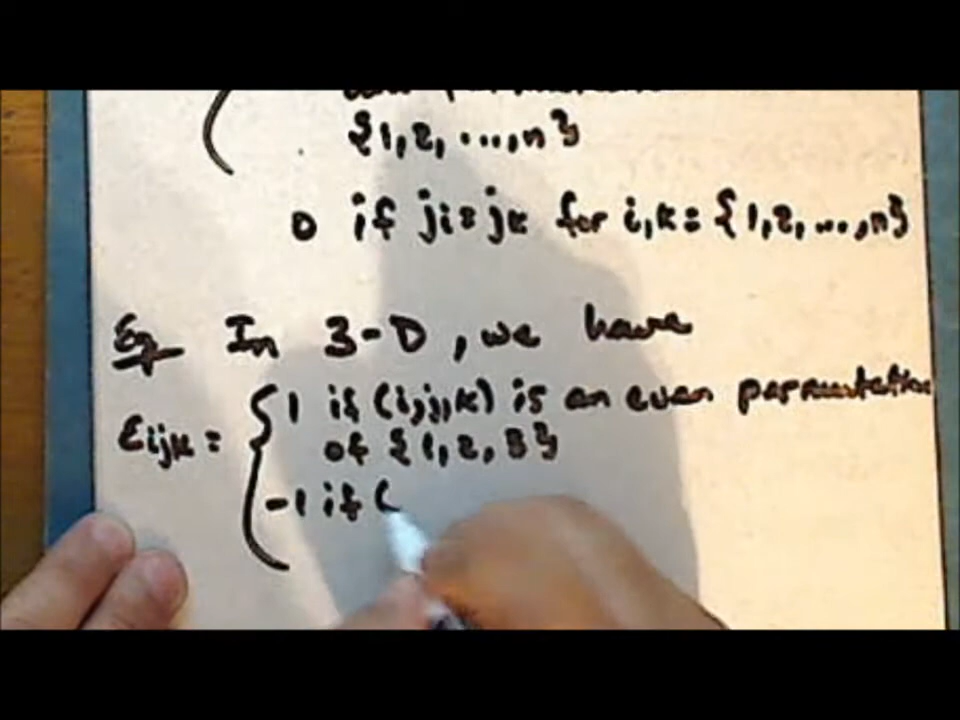 {1,2,...,n}
0 if ji=jk for i,k={1,2,...,n}
Eg In 3-D, we have
εijk = { 1 if (i,j,k) is an even permutation
of {1,2,3}
-1 if (